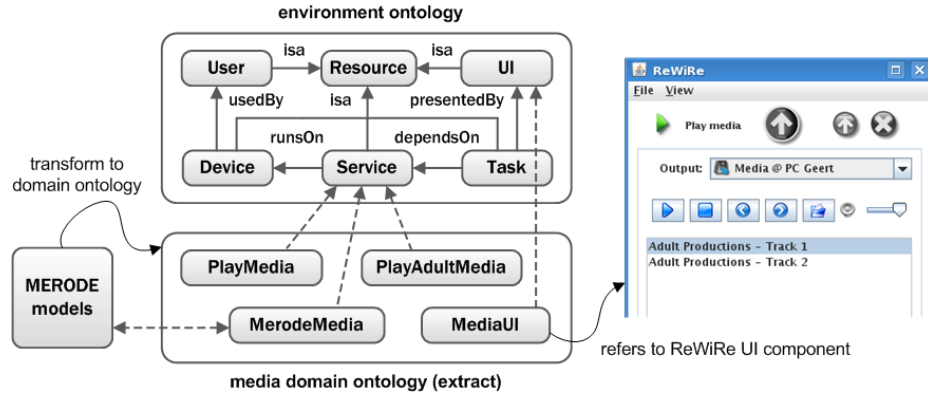 environment ontology
User
isa
Resource
isa
UI
usedBy
isa
presentedBy
runsOn
dependsOn
Device
Service
Task
transform to
domain ontology
MERODE
models
PlayMedia
PlayAdultMedia
MerodeMedia
MediaUI
media domain ontology (extract)
ReWiRe
File View
Play media
Output: Media @ PC Geert
Adult Productions - Track 1
Adult Productions - Track 2
refers to ReWiRe UI component